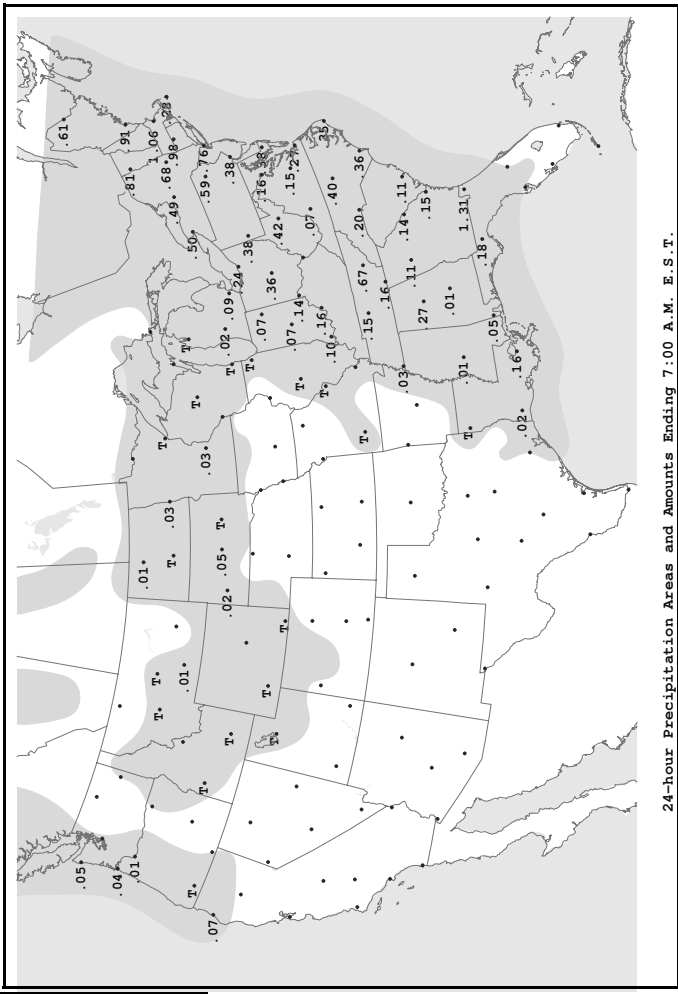 .61
.05
.04
.91
.81
.01
.01
1.06
T
T
T
.28
.68
.03
T
.98
.49
.01
T
T
.50
T
.76
T
.59
.03
.07
T
.05
.02
.02
.38
.09
T
T
.24
.38
T
.07
.16
T
.36
T
.42
T
.15
.07
.14
T
.07
.16
T
.10
.40
.20
.36
.67
T
.15
.16
.11
.03
.14
.11
27
.15
.01
.01
1.31
T
.18
.05
.16
.02
24-hour Precipitation Areas and Amounts Ending 7:00 A.M. E.S.T.